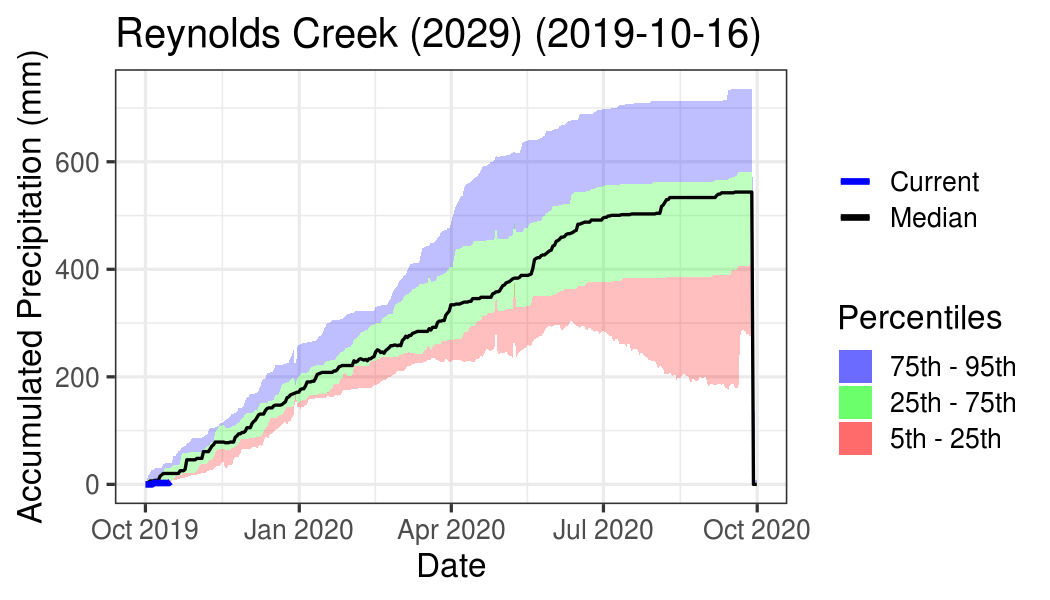 Reynolds Creek (2029) (2019-10-16)
Accumulated Precipitation (mm)
600
400
200
0
Oct 2019
Jan 2020
Apr 2020
Jul 2020
Oct 2020
Date
Current
Median
Percentiles
75th - 95th
25th - 75th
5th - 25th